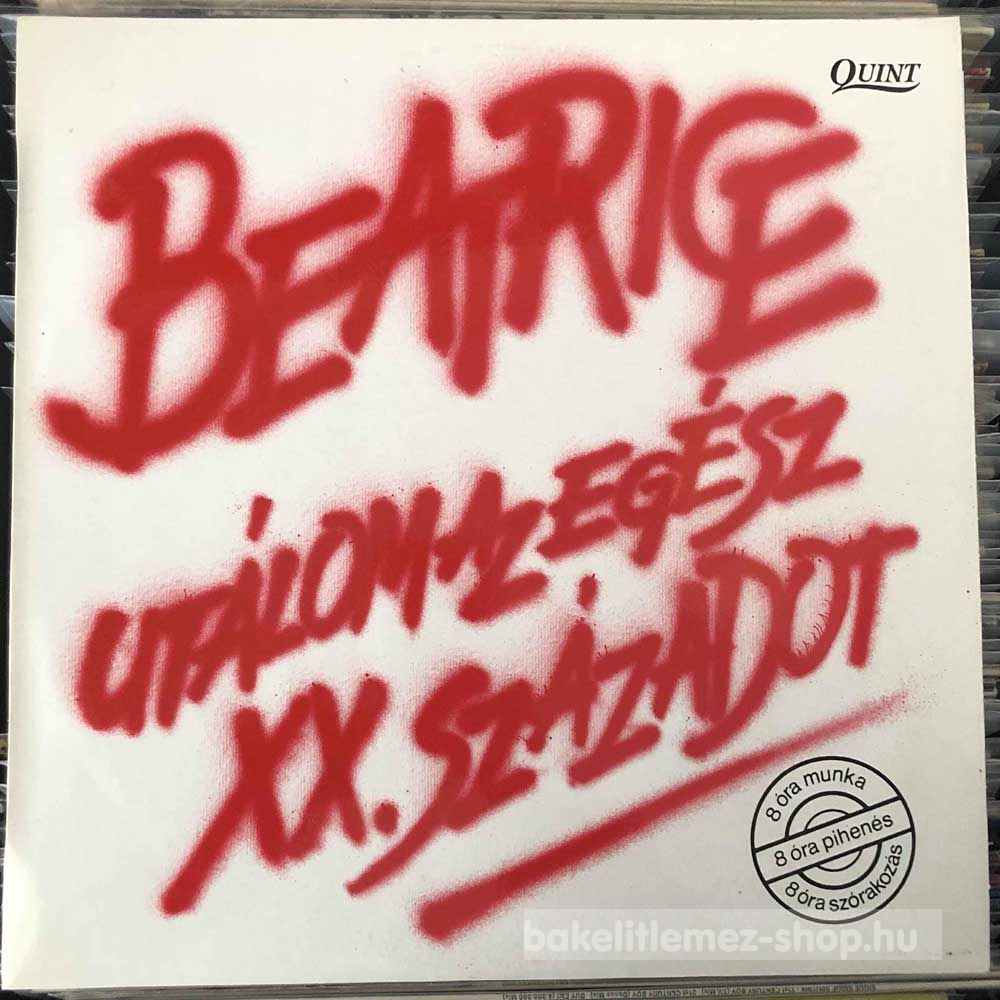 QUINT
BEATRICE
UTÁLOM AZ EGÉSZ
XX. SZÁZADOT
8 óra munka
8 óra pihenés
8 óra szórakozás
bakelitlemez-shop.hu